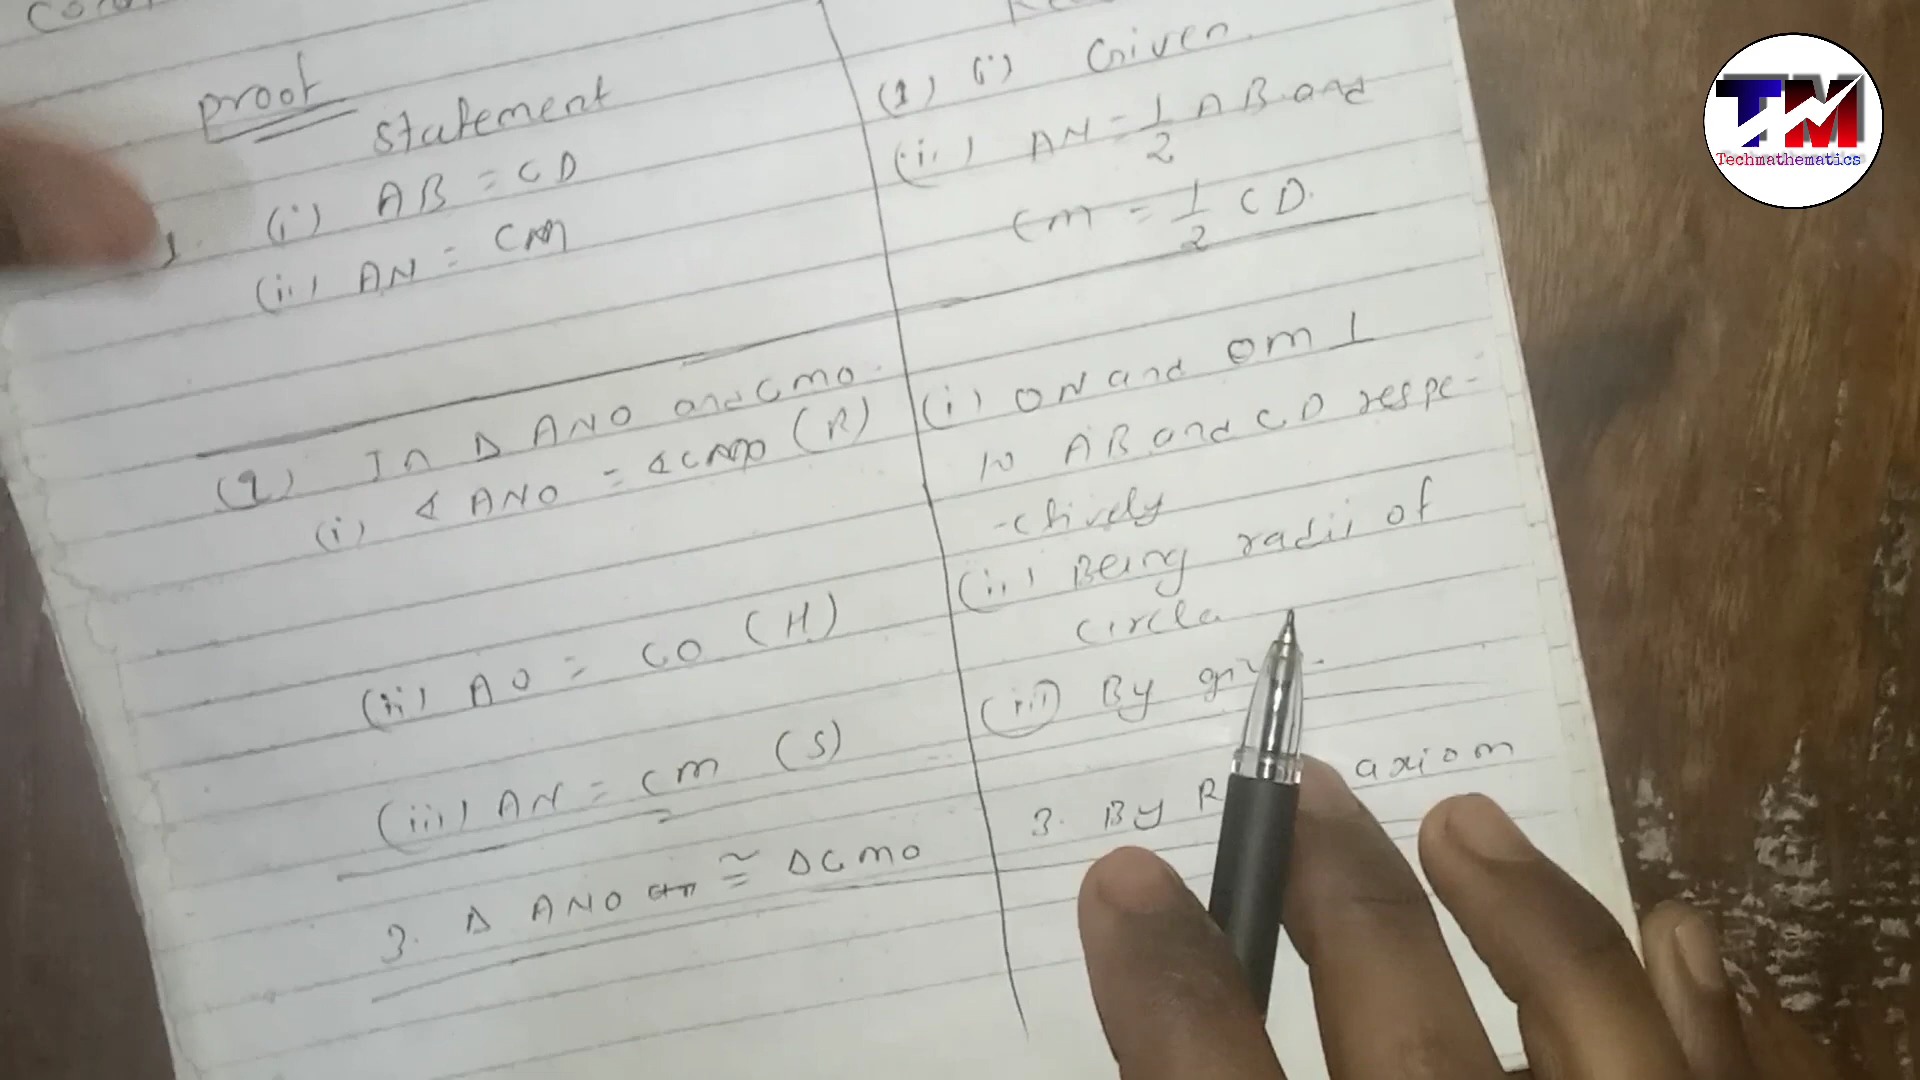 proof
statement
1. (i) AB = CD
(ii) AN = CM
(1) (i) Given.
(ii) AN = 1/2 AB and
CM = 1/2 CD.
(2) In Δ ANO and CMO.
(i) ∢ ANO = ∢CMO (R)
(ii) AO = CO (H)
(iii) AN = CM (S)
3. Δ ANO ≅ ΔCMO
(i) ON and OM ⊥
to AB and CD respe-
-ctively
(ii) Being radii of
circle
(iii) By
3. By R axiom
TM
Techmathematics